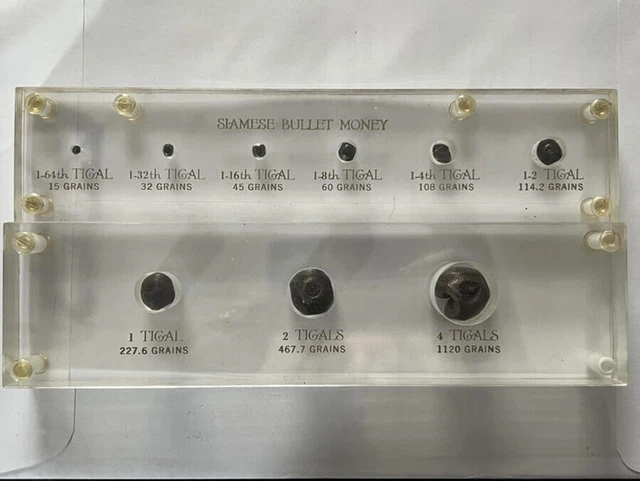 SIAMESE BULLET MONEY
1-64th TIGAL 1-32th TIGAL 1-16th TIGAL 1-8th TIGAL 1-4th TIGAL 1-2 TIGAL
15 GRAINS 32 GRAINS 45 GRAINS 60 GRAINS 108 GRAINS 114.2 GRAINS
1 TIGAL 2 TIGALS 4 TIGALS
227.6 GRAINS 467.7 GRAINS 1120 GRAINS